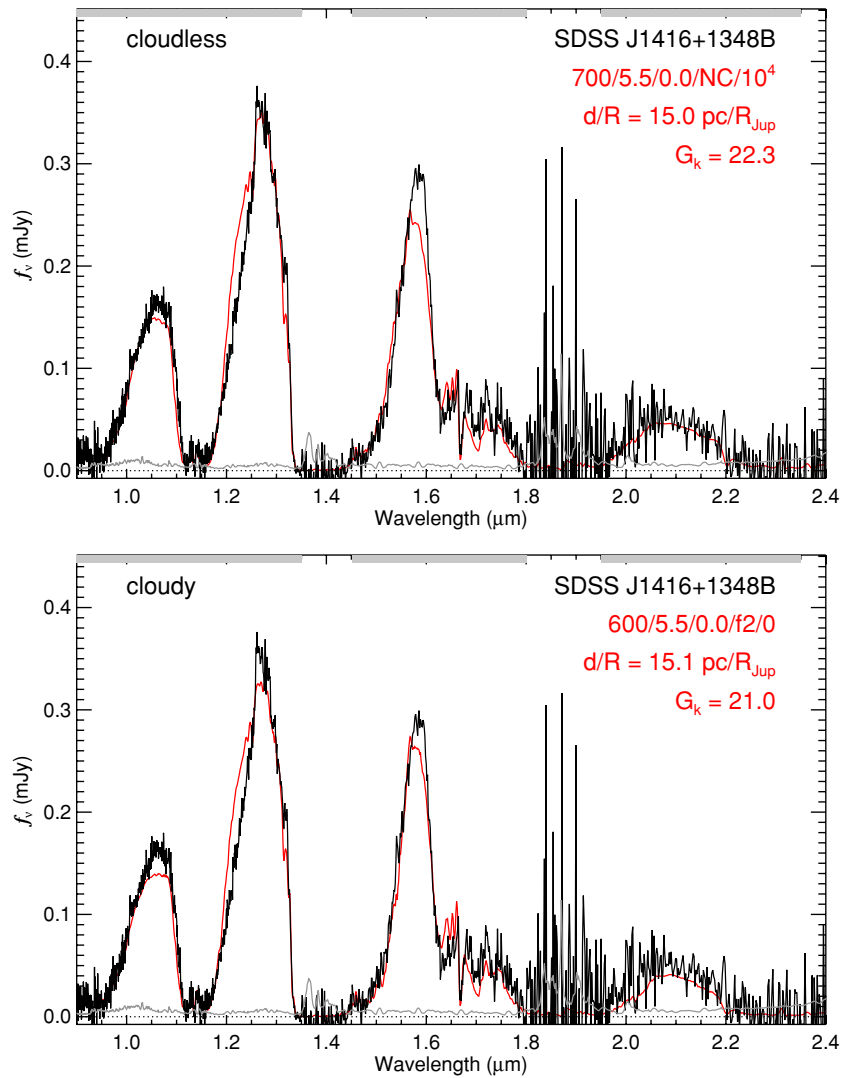 cloudless
SDSS J1416+1348B
700/5.5/0.0/NC/10⁴
d/R = 15.0 pc/R_Jup
G_k = 22.3
f_ν (mJy)
0.4
0.3
0.2
0.1
0.0
1.0 1.2 1.4 1.6 1.8 2.0 2.2 2.4
Wavelength (μm)
cloudy
SDSS J1416+1348B
600/5.5/0.0/f2/0
d/R = 15.1 pc/R_Jup
G_k = 21.0
f_ν (mJy)
0.4
0.3
0.2
0.1
0.0
1.0 1.2 1.4 1.6 1.8 2.0 2.2 2.4
Wavelength (μm)